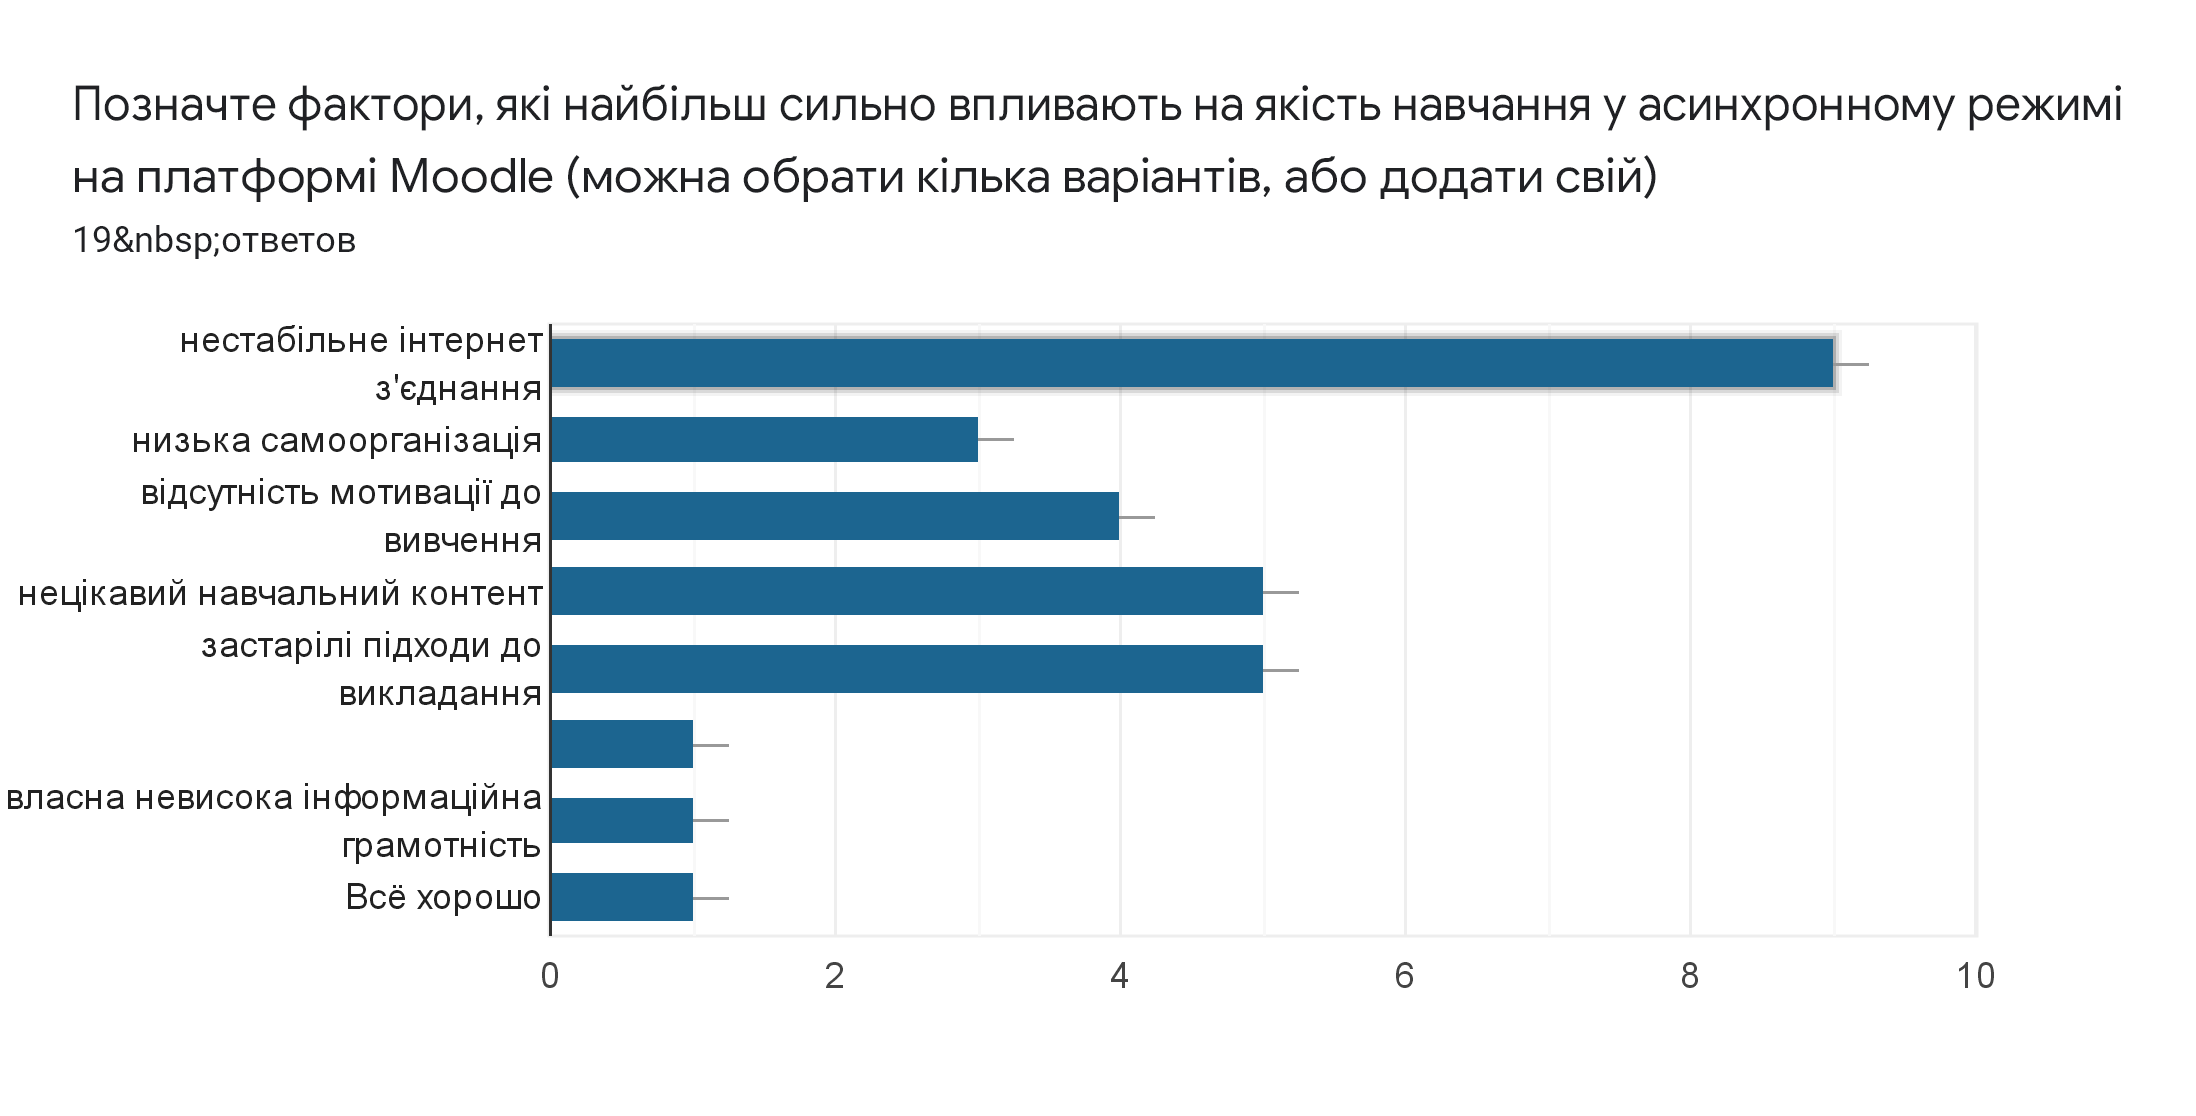 Позначте фактори, які найбільш сильно впливають на якість навчання у асинхронному режимі
на платформі Moodle (можна обрати кілька варіантів, або додати свій)
19&nbsp;ответов
нестабільне інтернет
з'єднання
низька самоорганізація
відсутність мотивації до
вивчення
нецікавий навчальний контент
застарілі підходи до
викладання
власна невисока інформаційна
грамотність
Всё хорошо
0 2 4 6 8 10